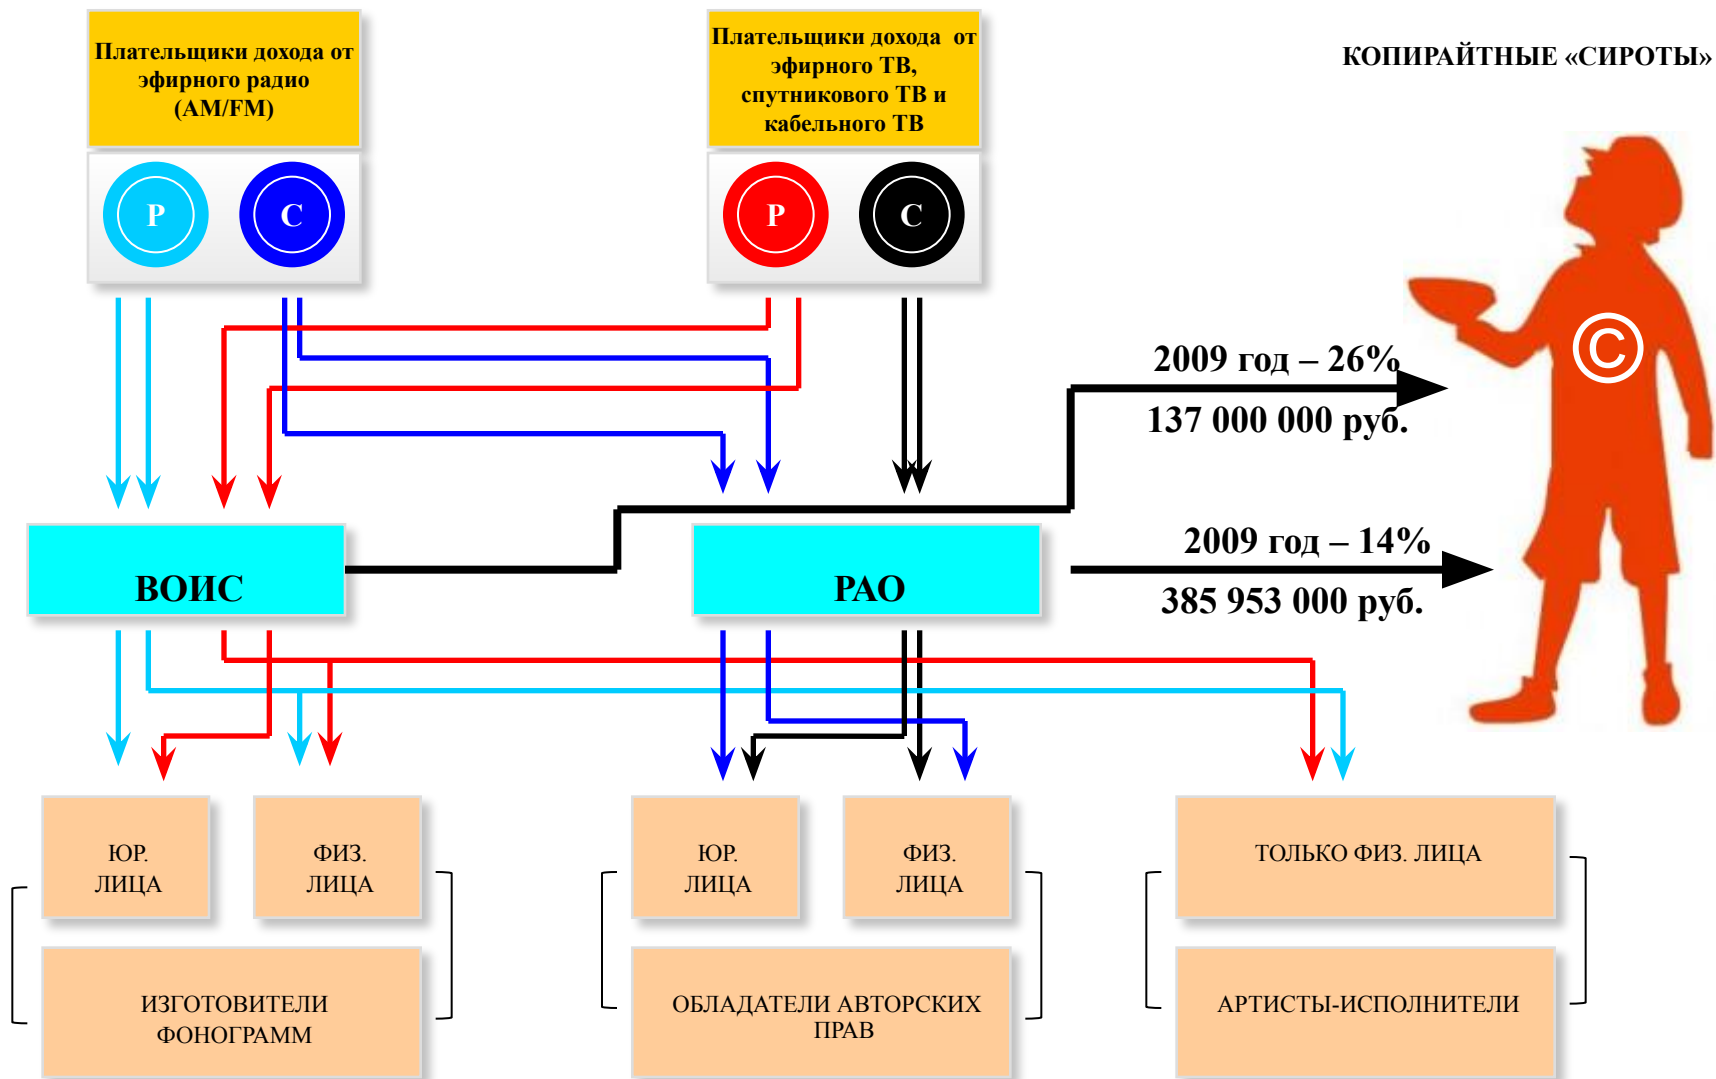 Плательщики дохода от
эфирного радио
(AM/FM)
Плательщики дохода от
эфирного ТВ,
спутникового ТВ и
кабельного ТВ
КОПИРАЙТНЫЕ «СИРОТЫ»
P
C
P
C
©
2009 год – 26%
137 000 000 руб.
2009 год – 14%
385 953 000 руб.
ВОИС
РАО
ЮР.
ЛИЦА
ФИЗ.
ЛИЦА
ЮР.
ЛИЦА
ФИЗ.
ЛИЦА
ТОЛЬКО ФИЗ. ЛИЦА
ИЗГОТОВИТЕЛИ
ФОНОГРАММ
ОБЛАДАТЕЛИ АВТОРСКИХ
ПРАВ
АРТИСТЫ-ИСПОЛНИТЕЛИ